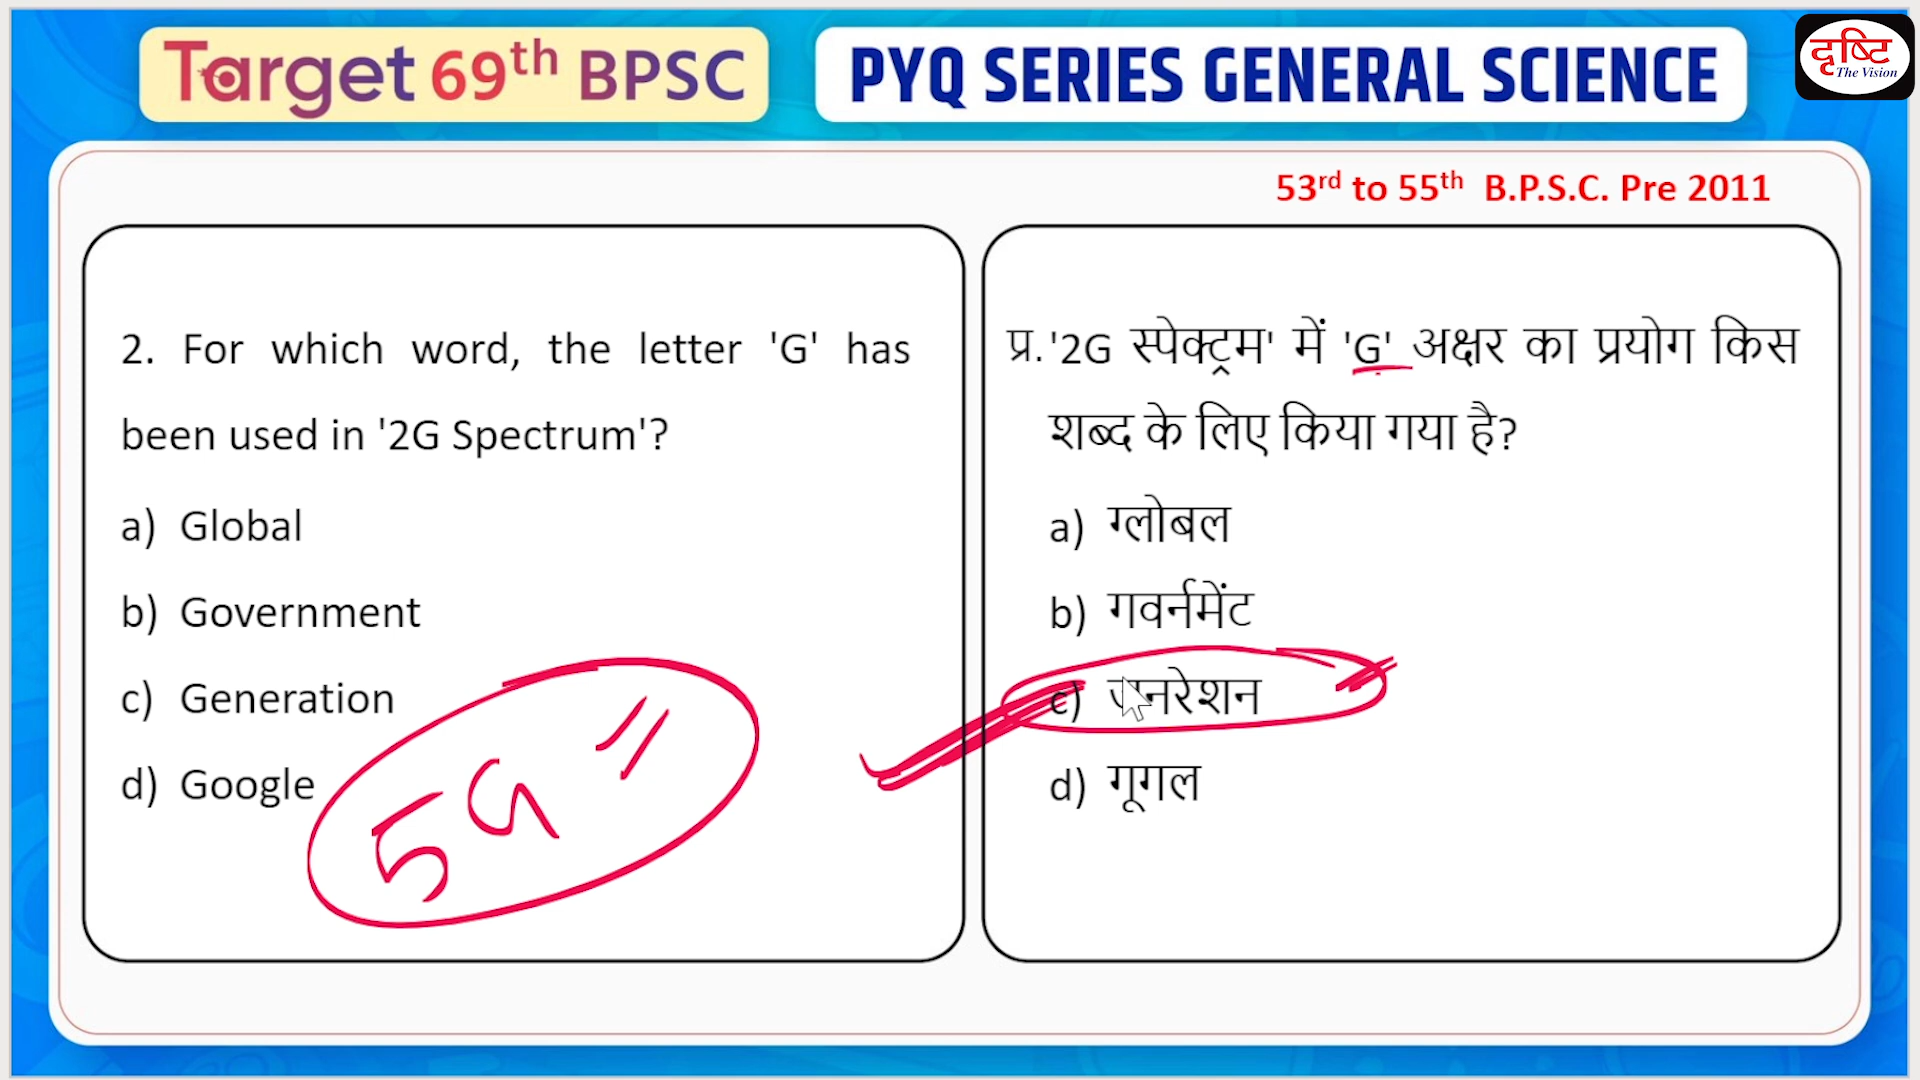 Target 69th BPSC
PYQ SERIES GENERAL SCIENCE
दृष्टि
The Vision
53rd to 55th B.P.S.C. Pre 2011
2. For which word, the letter 'G' has
been used in '2G Spectrum'?
a) Global
b) Government
c) Generation
d) Google
5G
प्र. '2G स्पेक्ट्रम' में 'G' अक्षर का प्रयोग किस
शब्द के लिए किया गया है?
a) ग्लोबल
b) गवर्नमेंट
c) जनरेशन
d) गूगल